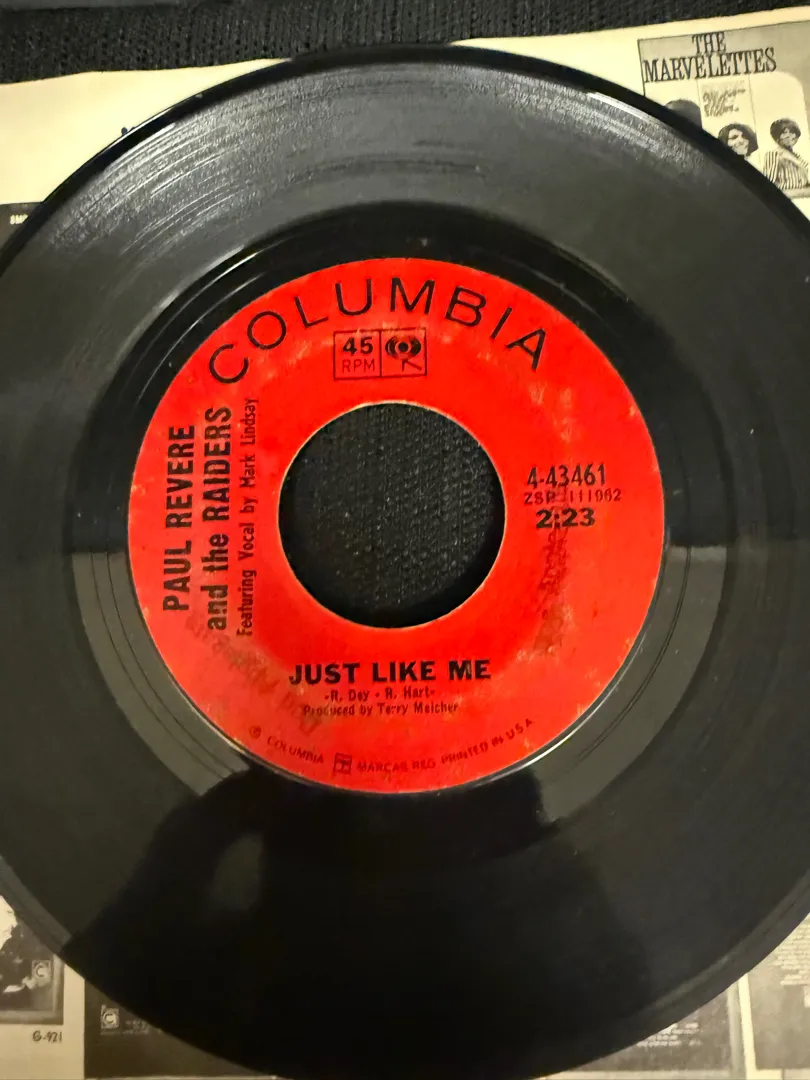 THE
MARVELETTES
COLUMBIA
45
RPM
PAUL REVERE
and the RAIDERS
Featuring Vocal by Mark Lindsay
4-43461
ZSP 111962
2:23
JUST LIKE ME
-R. Dey - R. Hart-
Produced by Terry Melcher
COLUMBIA MARCAS REG. PRINTED IN U.S.A.
G-921